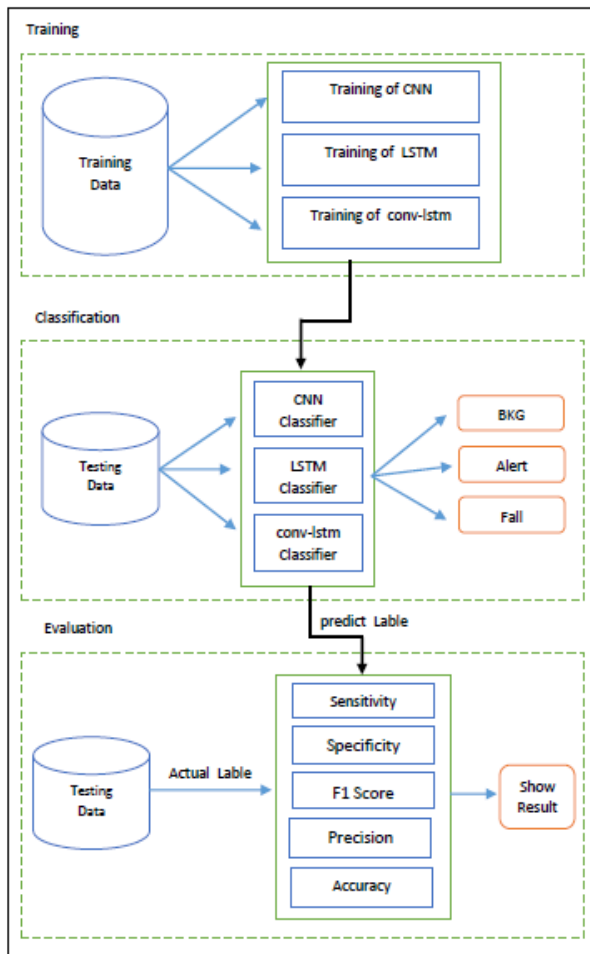 Training
Training of CNN
Training of LSTM
Training of conv-lstm
Training
Data
Classification
CNN
Classifier
LSTM
Classifier
conv-lstm
Classifier
Testing
Data
BKG
Alert
Fall
predict Lable
Evaluation
Sensitivity
Specificity
F1 Score
Precision
Accuracy
Actual Lable
Testing
Data
Show
Result